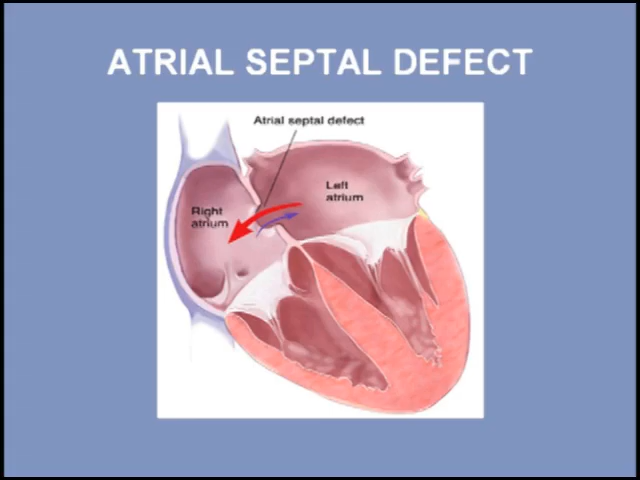 ATRIAL SEPTAL DEFECT
Atrial septal defect
Left
atrium
Right
atrium